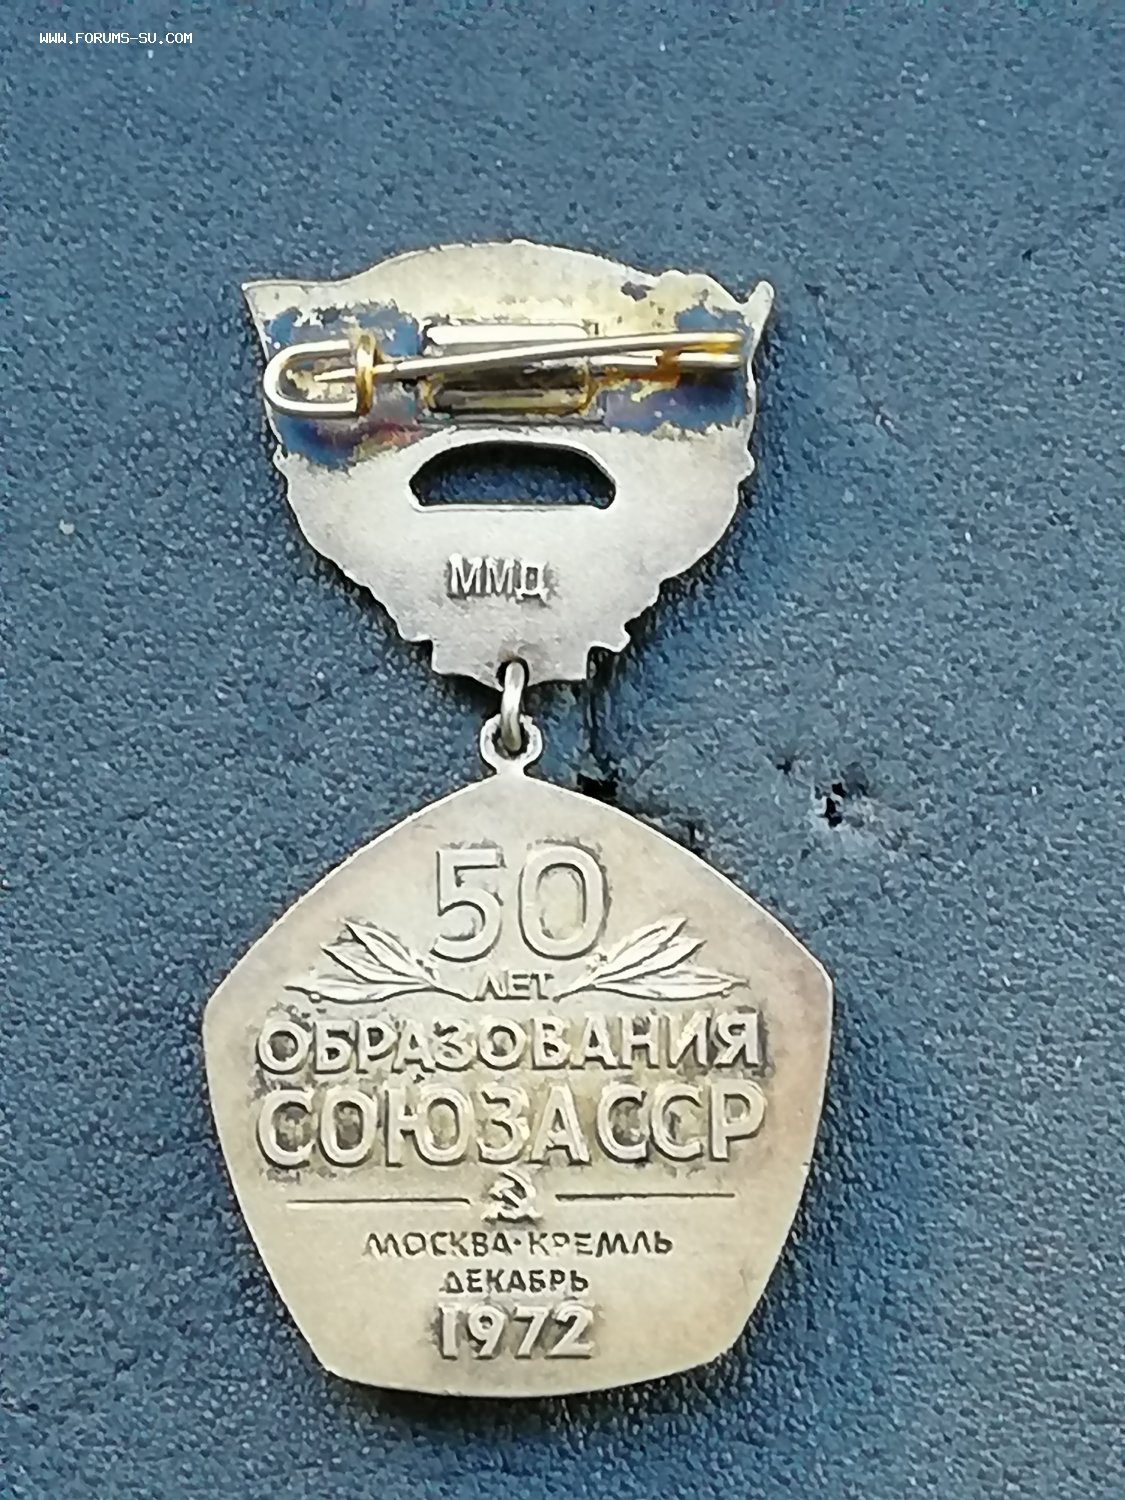 WWW.FORUMS-SU.COM
ММД
50
ЛЕТ
ОБРАЗОВАНИЯ
СОЮЗА ССР
МОСКВА·КРЕМЛЬ
ДЕКАБРЬ
1972